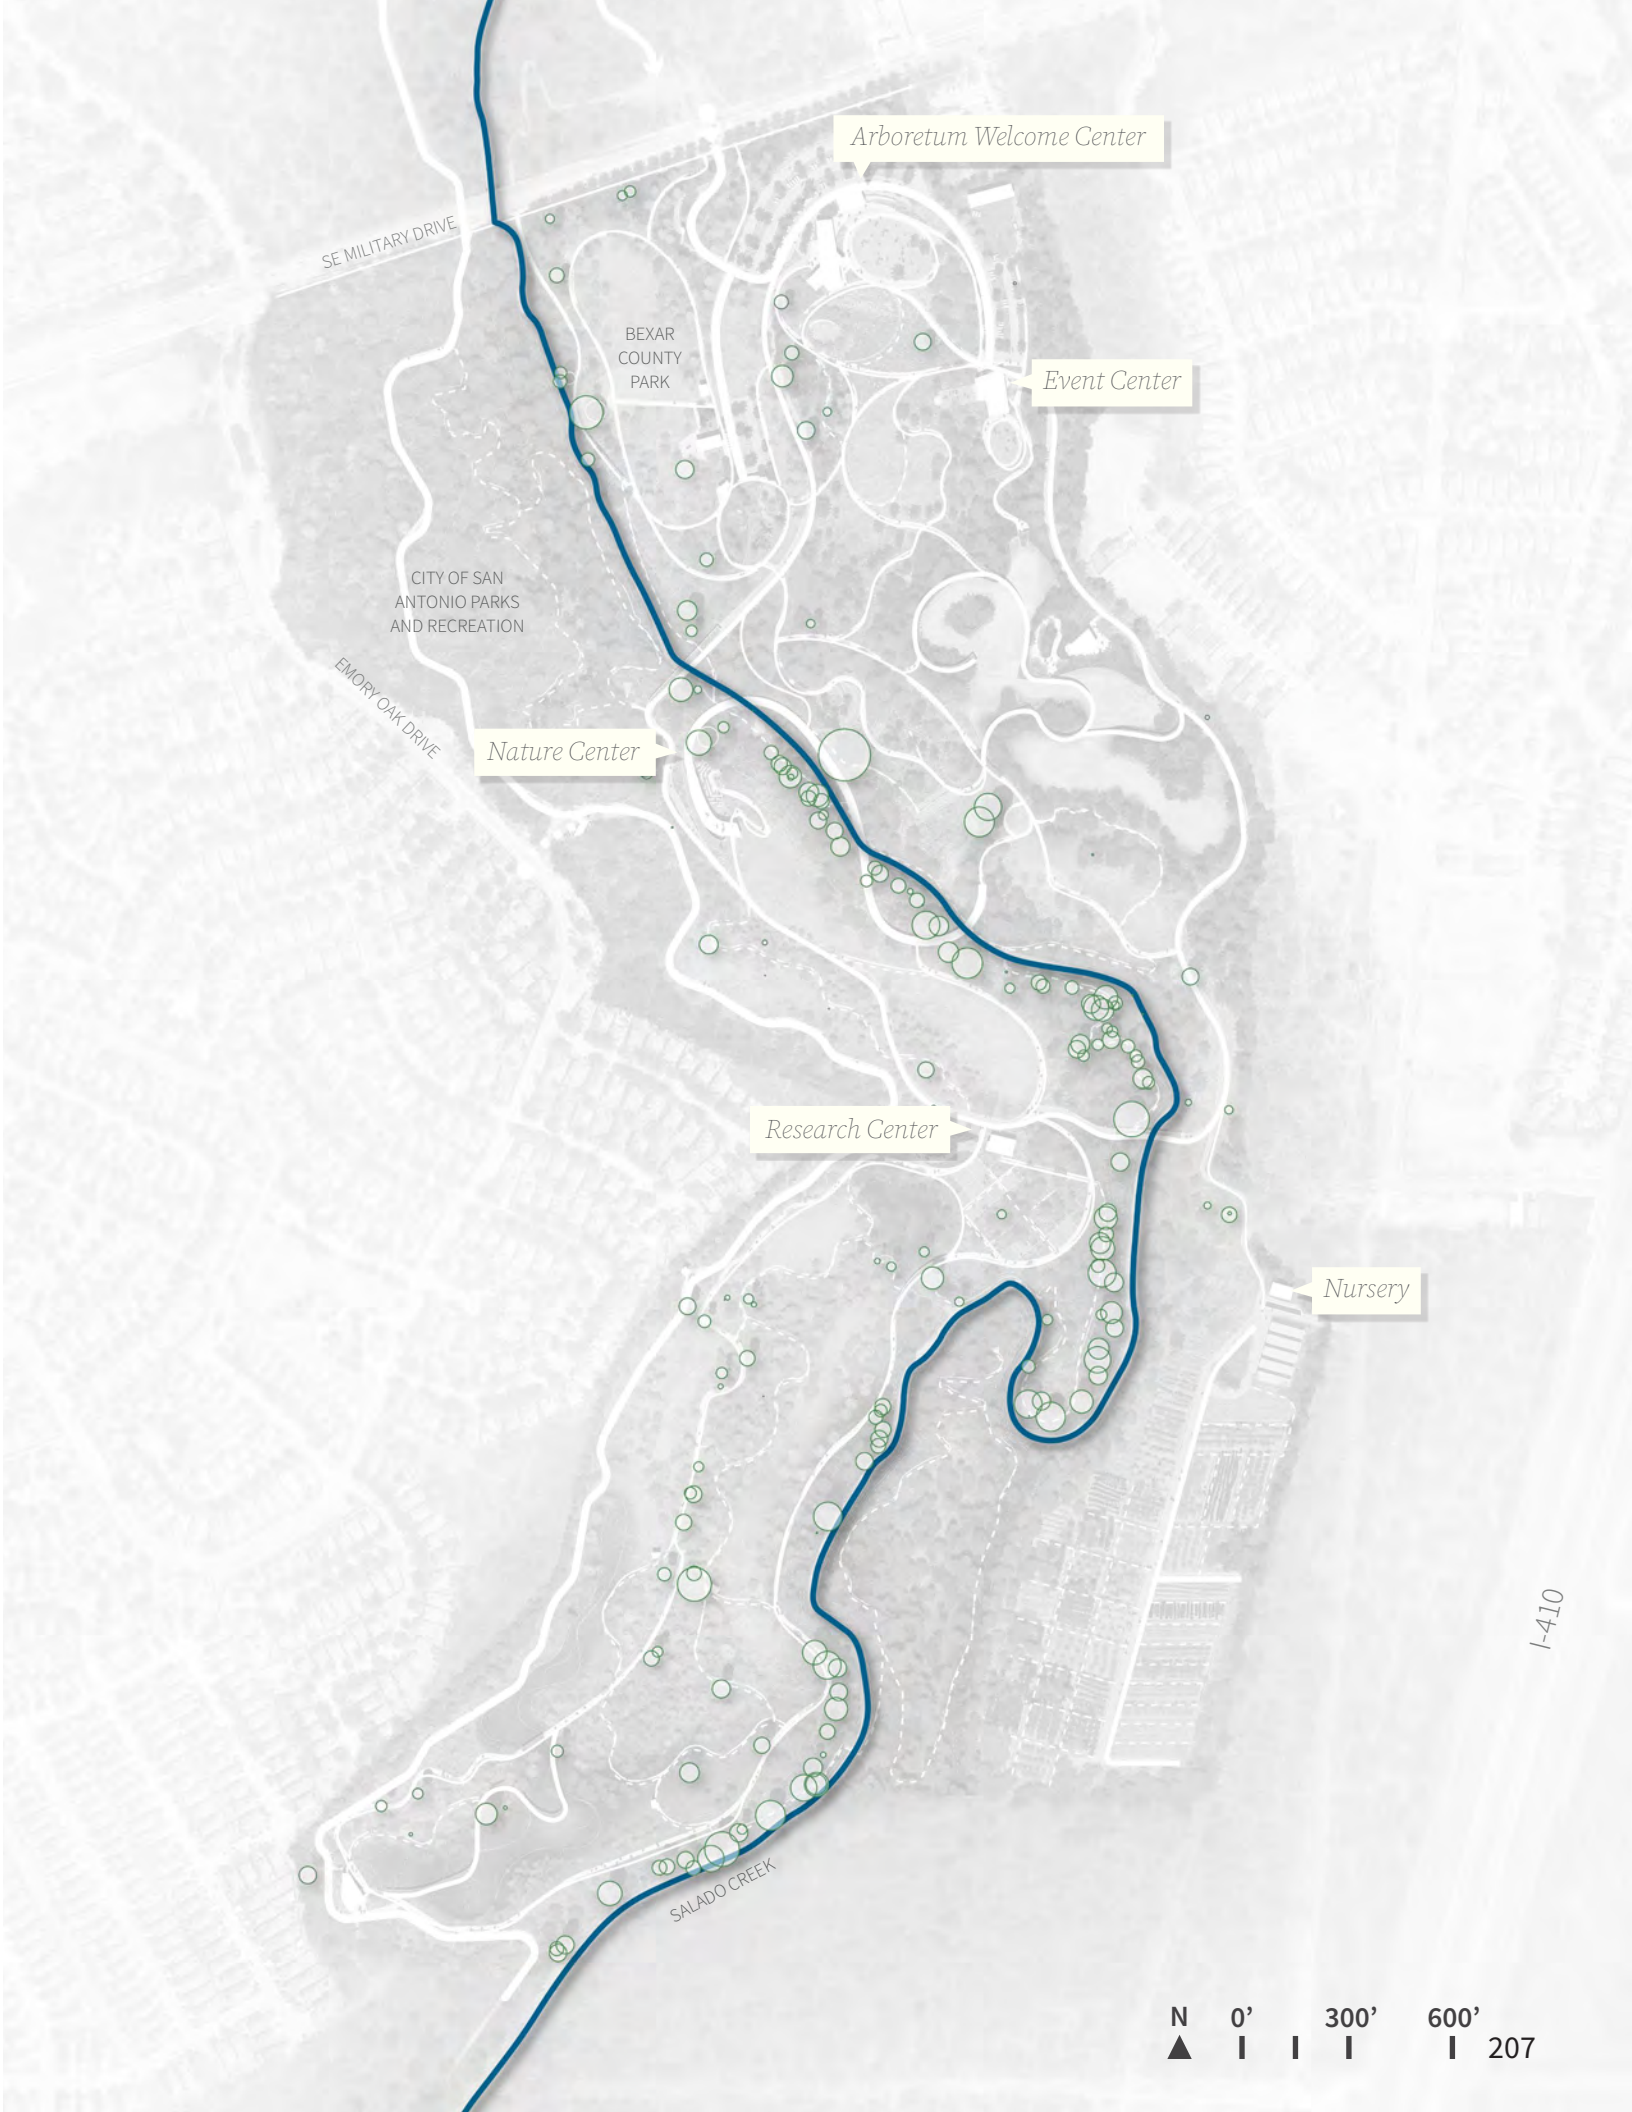 Arboretum Welcome Center
SE MILITARY DRIVE
BEXAR
COUNTY
PARK
Event Center
CITY OF SAN
ANTONIO PARKS
AND RECREATION
EMORY OAK DRIVE
Nature Center
Research Center
Nursery
I-410
SALADO CREEK
N 0’ 300’ 600’
207